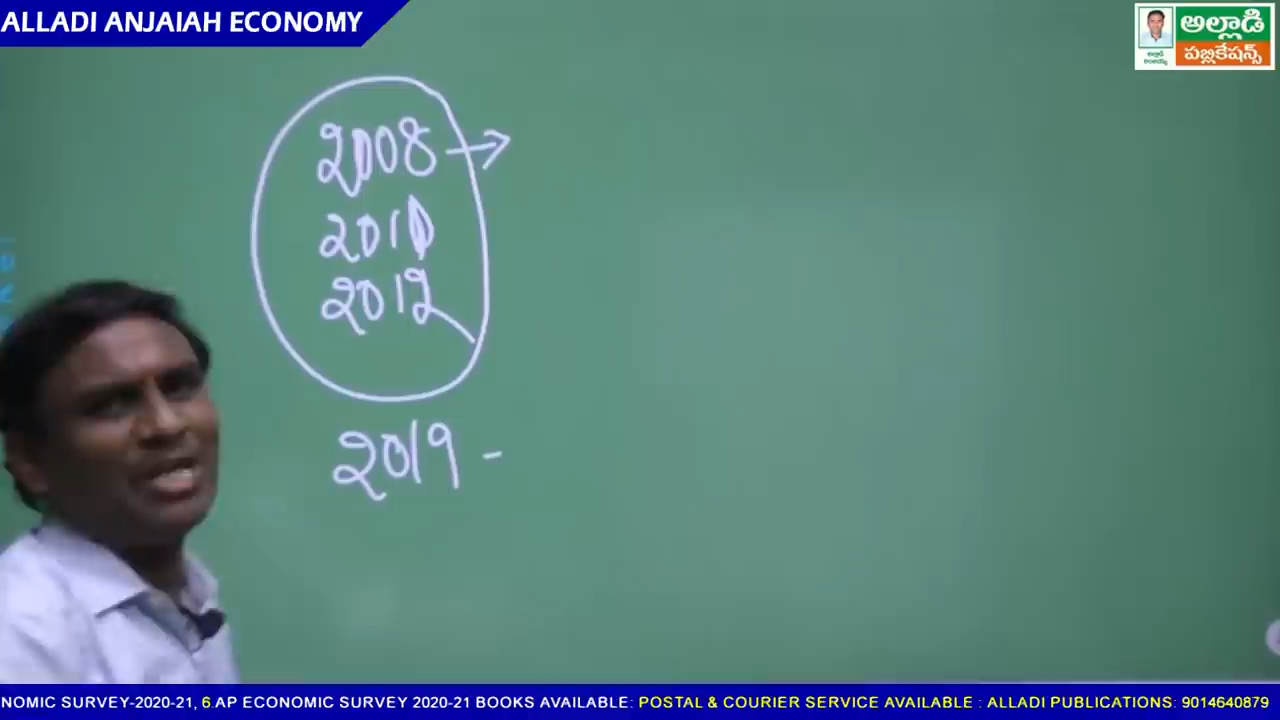 ALLADI ANJAIAH ECONOMY
అల్లాడి
పబ్లికేషన్స్
2008 →
2010
2012
2019 -
NOMIC SURVEY-2020-21, 6.AP ECONOMIC SURVEY 2020-21 BOOKS AVAILABLE: POSTAL & COURIER SERVICE AVAILABLE : ALLADI PUBLICATIONS: 9014640879